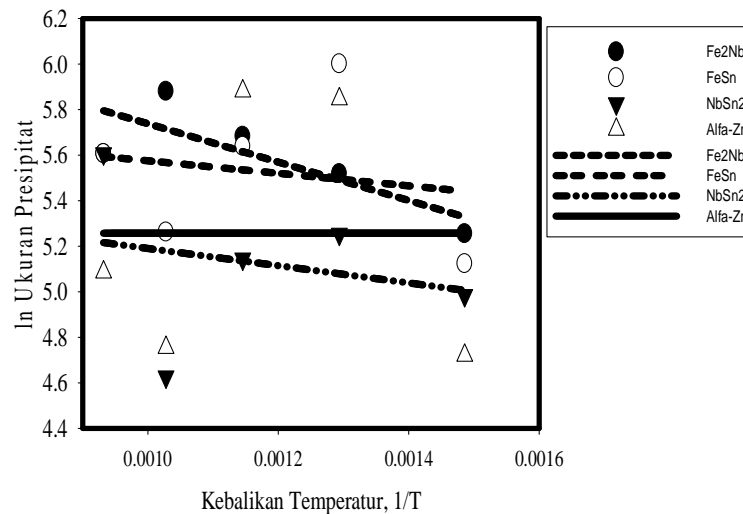 6.2
6.0
5.8
5.6
5.4
5.2
5.0
4.8
4.6
4.4
ln Ukuran Presipitat
0.0010
0.0012
0.0014
0.0016
Kebalikan Temperatur, 1/T
Fe2Nb
FeSn
NbSn2
Alfa-Zr
Fe2Nb
FeSn
NbSn2
Alfa-Zr